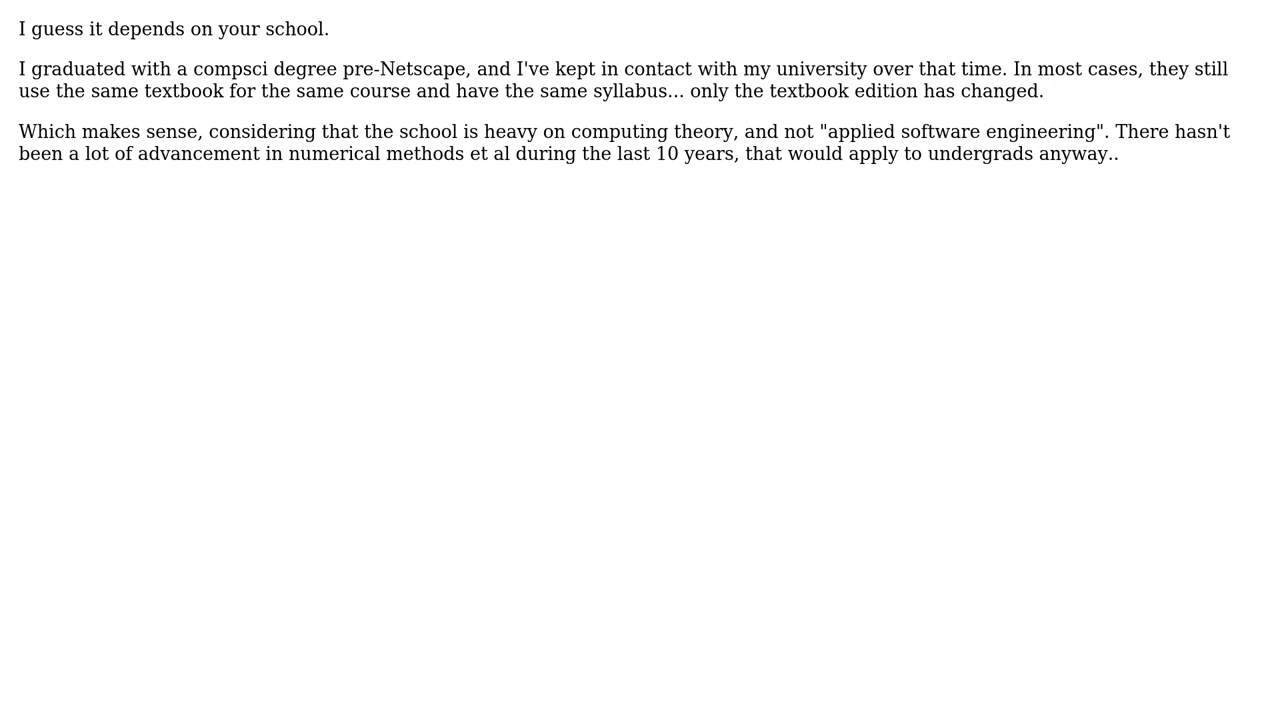 I guess it depends on your school.
I graduated with a compsci degree pre-Netscape, and I've kept in contact with my university over that time. In most cases, they still
use the same textbook for the same course and have the same syllabus... only the textbook edition has changed.
Which makes sense, considering that the school is heavy on computing theory, and not "applied software engineering". There hasn't
been a lot of advancement in numerical methods et al during the last 10 years, that would apply to undergrads anyway..